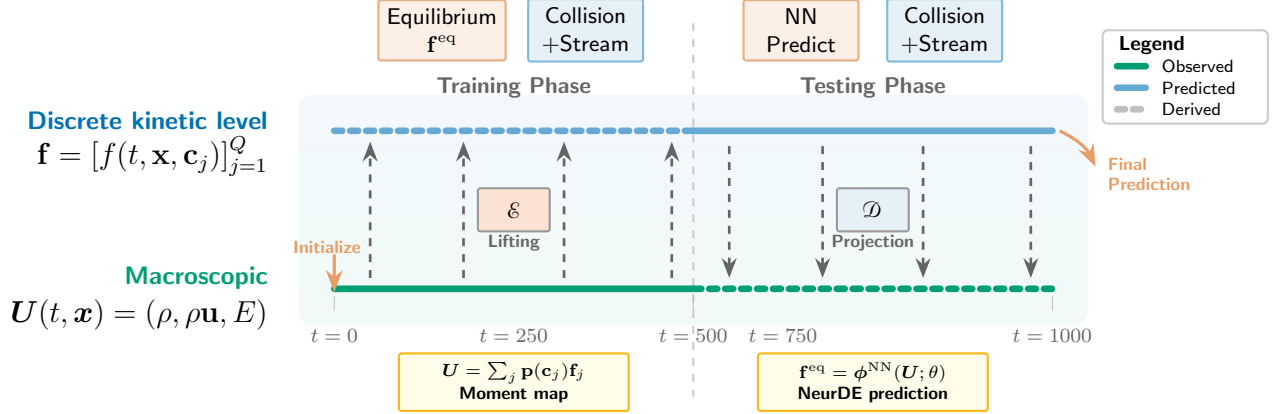 Equilibrium
f^eq
Collision
+Stream
NN
Predict
Collision
+Stream
Legend
Observed
Predicted
Derived
Training Phase
Testing Phase
Discrete kinetic level
f = [f(t, x, c_j)]_{j=1}^Q
Final
Prediction
ℰ
Lifting
𝒟
Projection
Initialize
Macroscopic
U(t, x) = (ρ, ρu, E)
t = 0
t = 250
t = 500
t = 750
t = 1000
U = ∑_j p(c_j)f_j
Moment map
f^eq = ϕ^NN(U; θ)
NeurDE prediction